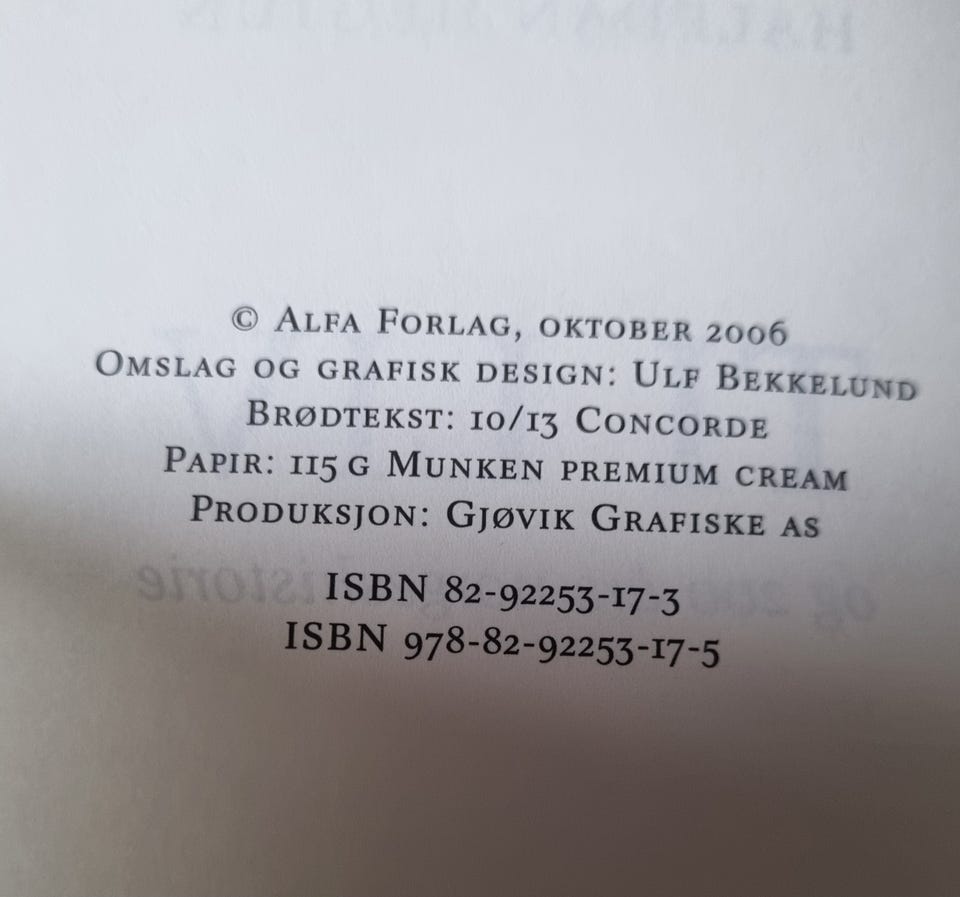 © Alfa Forlag, oktober 2006
Omslag og grafisk design: Ulf Bekkelund
Brødtekst: 10/13 Concorde
Papir: 115 g Munken premium cream
Produksjon: Gjøvik Grafiske as
ISBN 82-92253-17-3
ISBN 978-82-92253-17-5